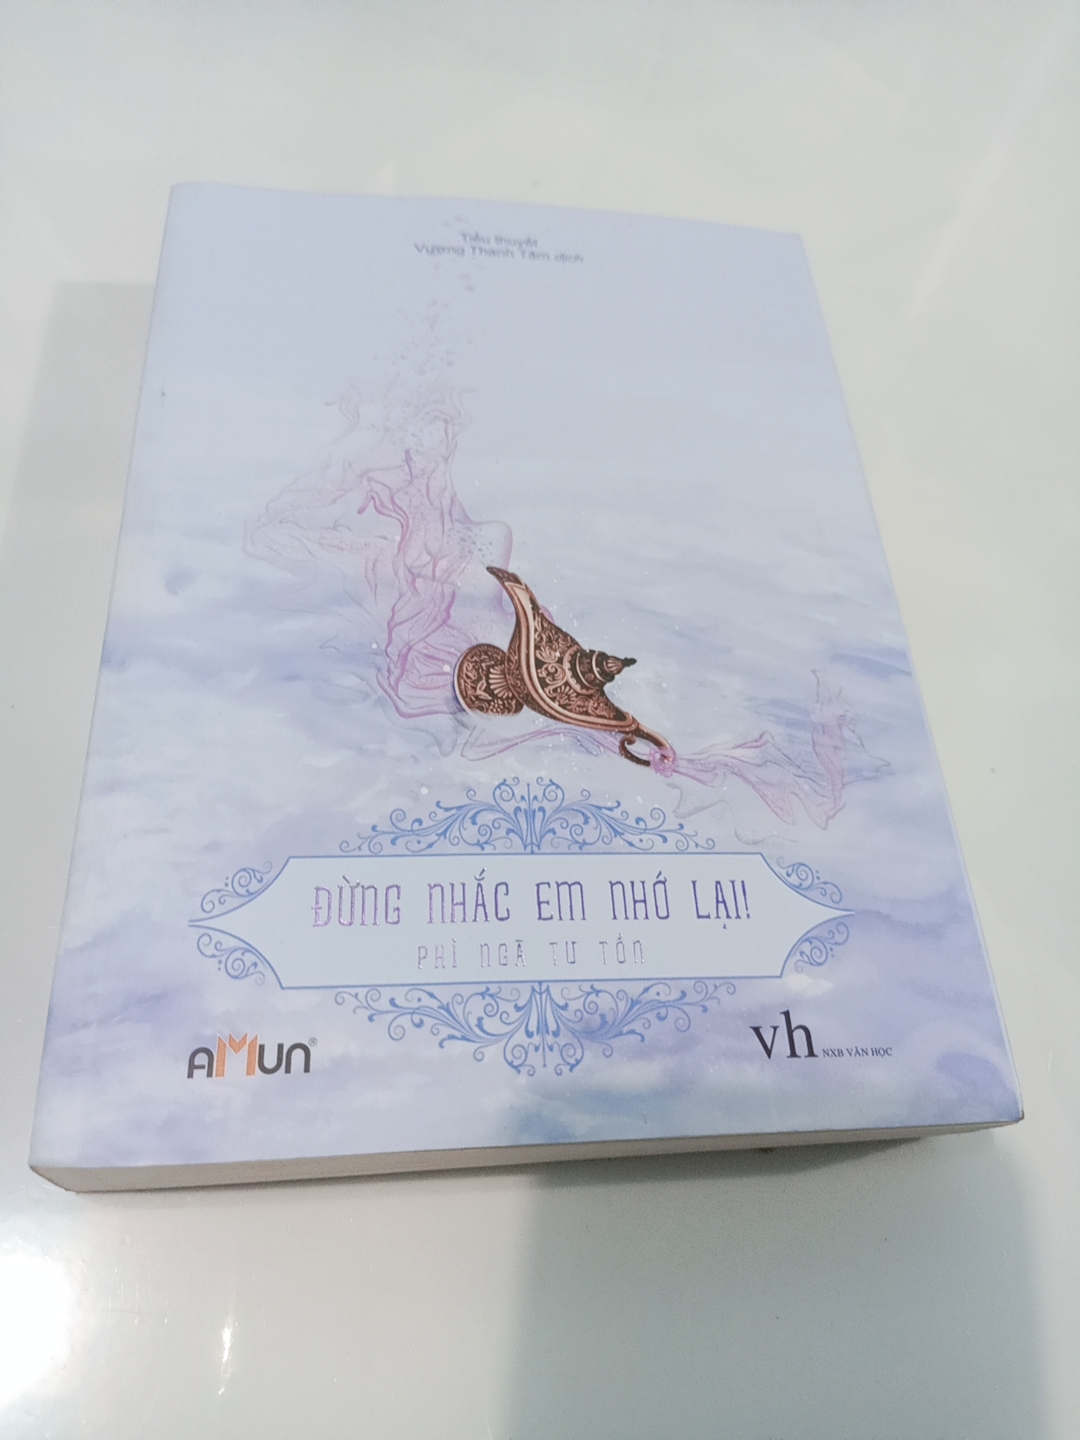 Tiểu thuyết
Vương Thanh Tâm dịch
ĐỪNG NHẮC EM NHỚ LẠI!
PHỈ NGÃ TƯ TỒN
AMUN®
vh NXB VĂN HỌC